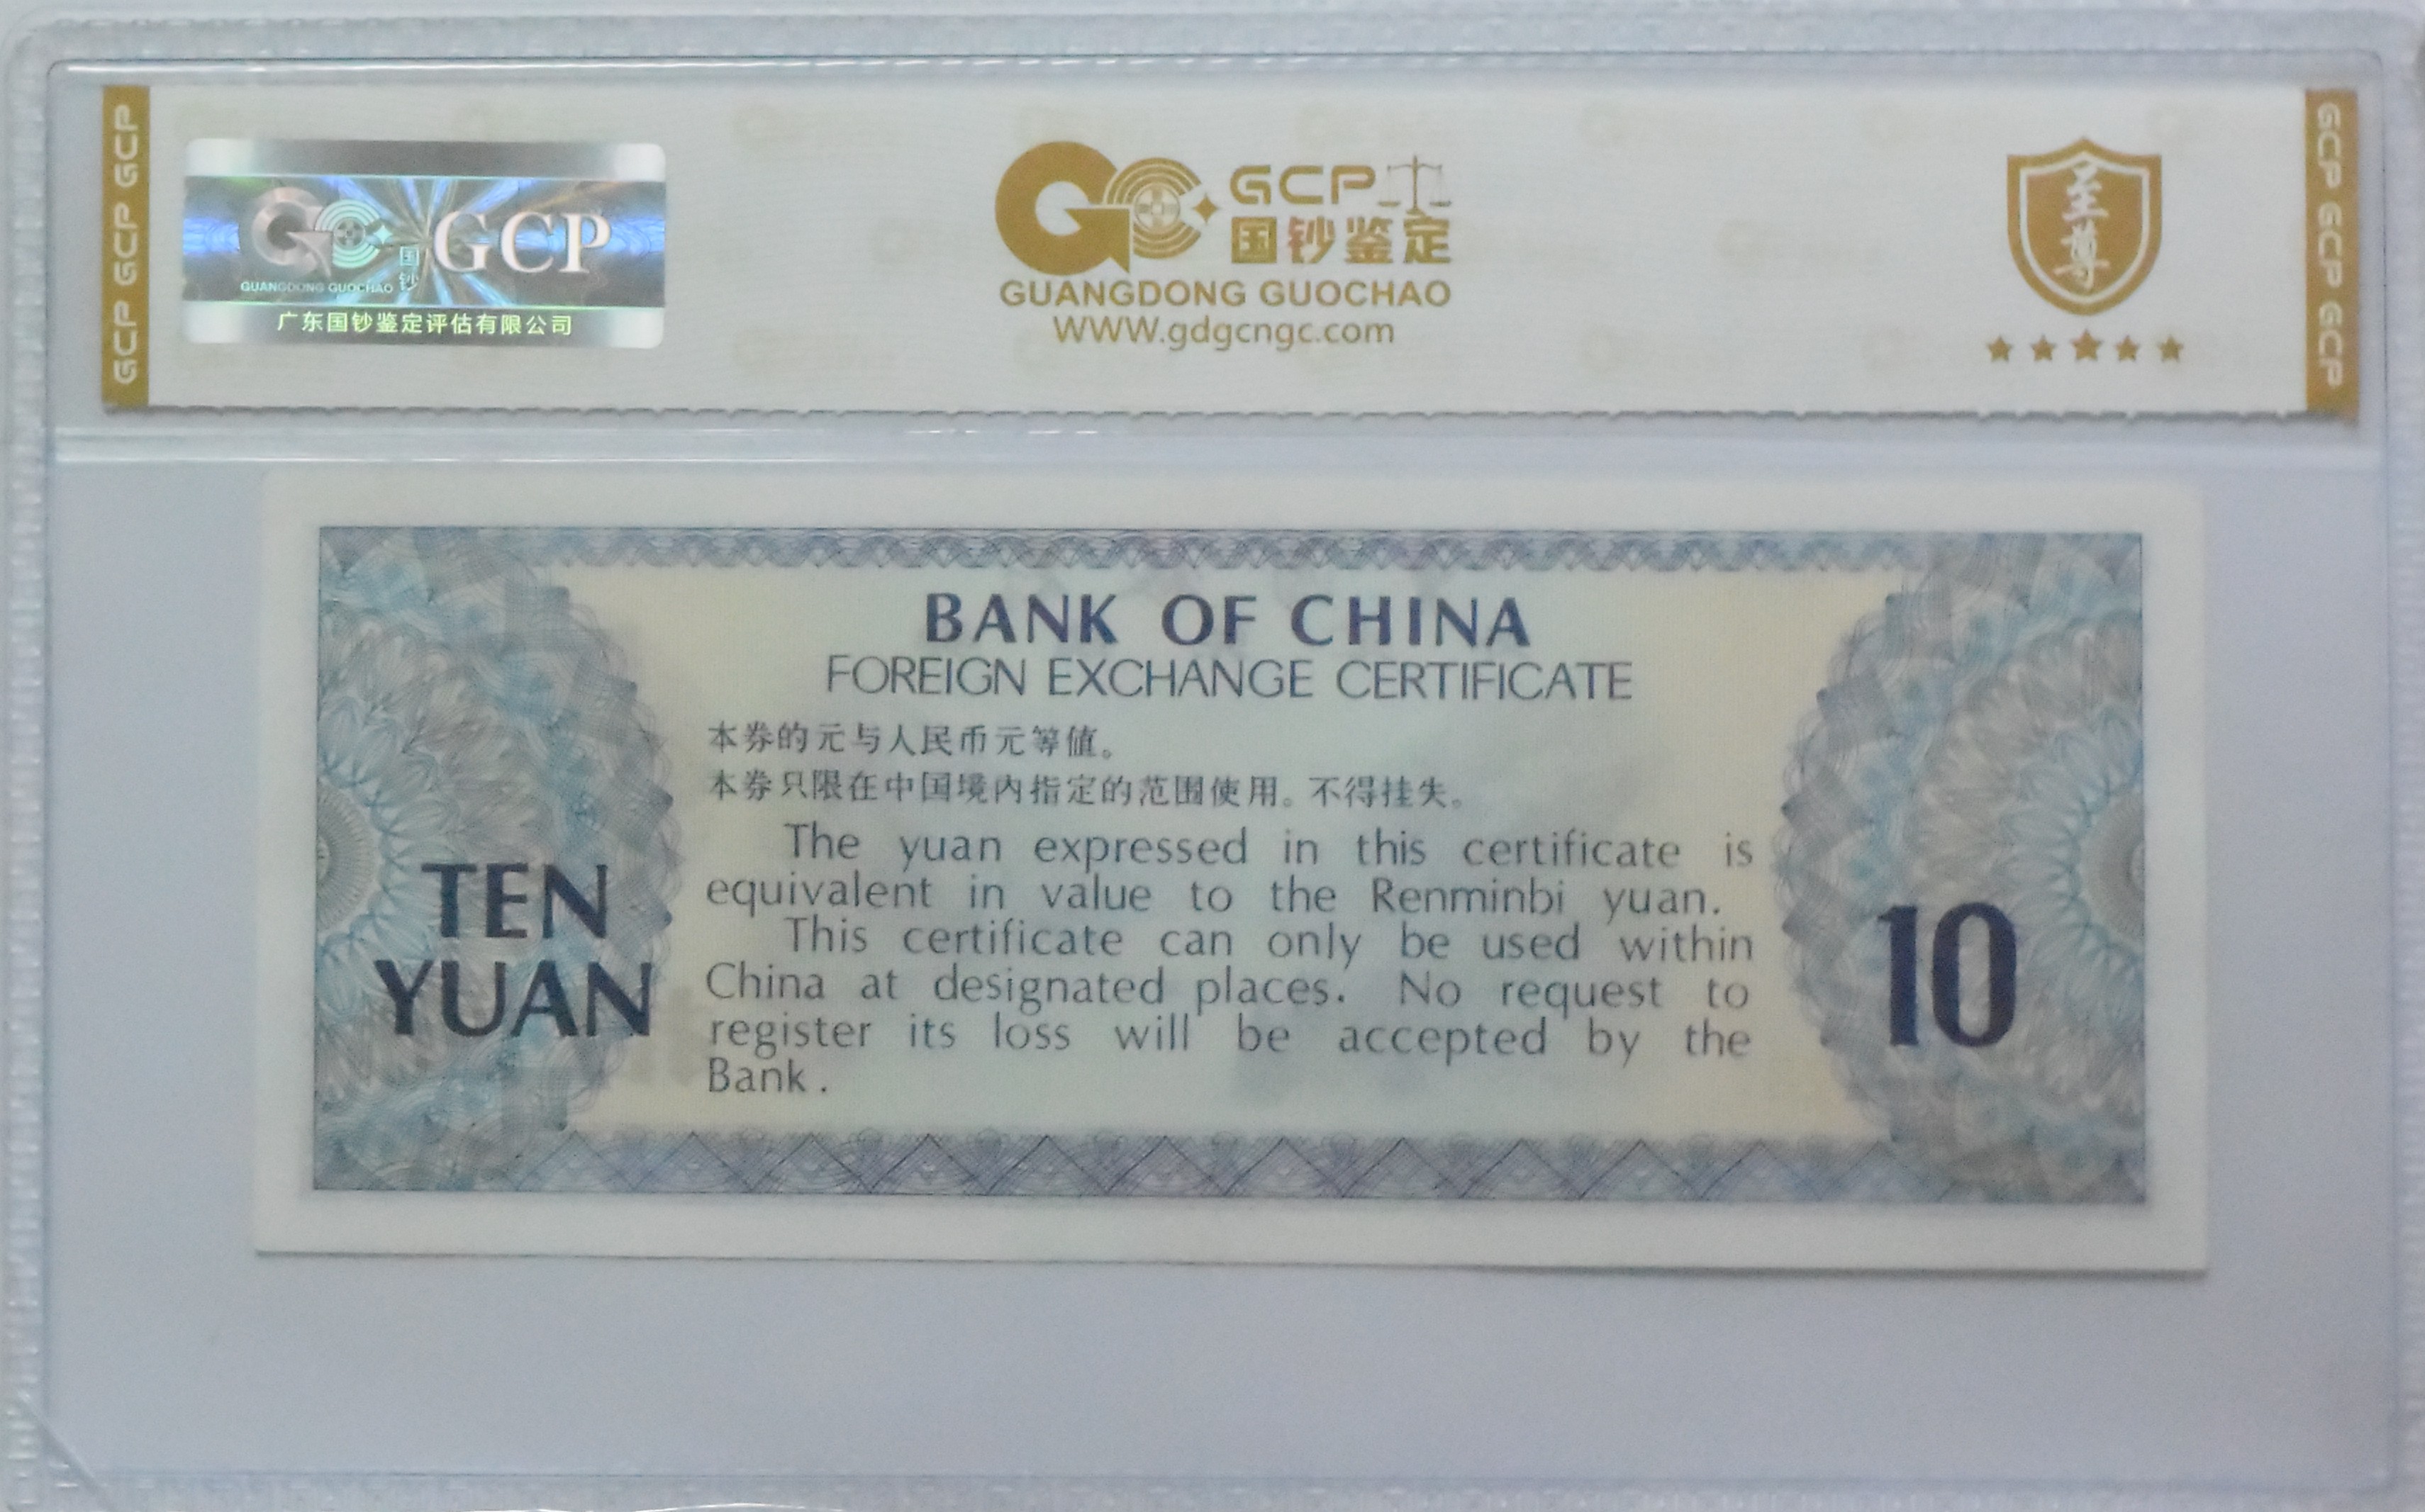 GCP GCP GCP
GCP
国钞
GUANGDONG GUOCHAO
广东国钞鉴定评估有限公司
GCP
国钞鉴定
GUANGDONG GUOCHAO
WWW.gdgcngc.com
至尊
GCP GCP GCP
BANK OF CHINA
FOREIGN EXCHANGE CERTIFICATE
本券的元与人民币元等值。
本券只限在中国境内指定的范围使用。不得挂失。
The yuan expressed in this certificate is
equivalent in value to the Renminbi yuan.
This certificate can only be used within
China at designated places. No request to
register its loss will be accepted by the
Bank.
TEN
YUAN
10